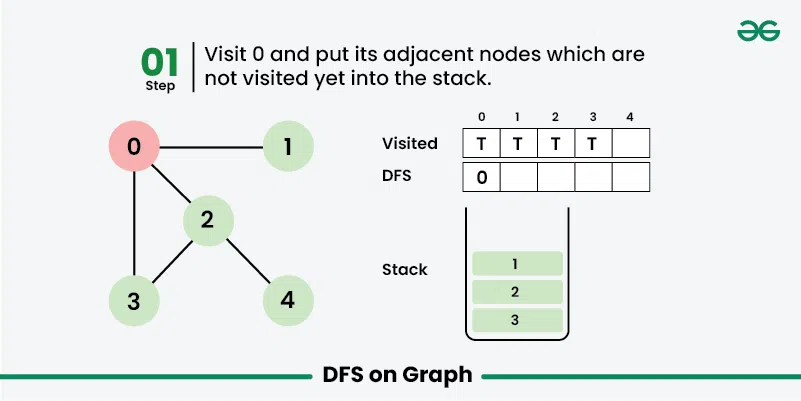 01
Step
Visit 0 and put its adjacent nodes which are
not visited yet into the stack.
0
1
2
3
4
0 1 2 3 4
Visited T T T T
DFS 0
Stack
1
2
3
DFS on Graph